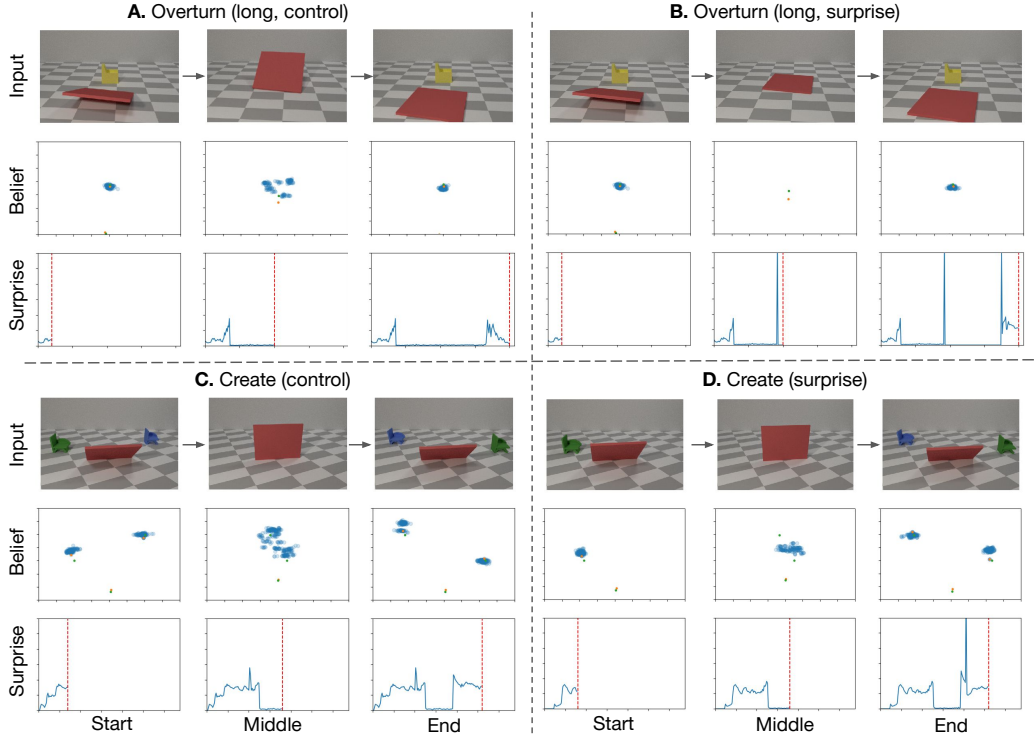 A. Overturn (long, control)
B. Overturn (long, surprise)
Input
Belief
Surprise
C. Create (control)
D. Create (surprise)
Input
Belief
Surprise
Start
Middle
End
Start
Middle
End